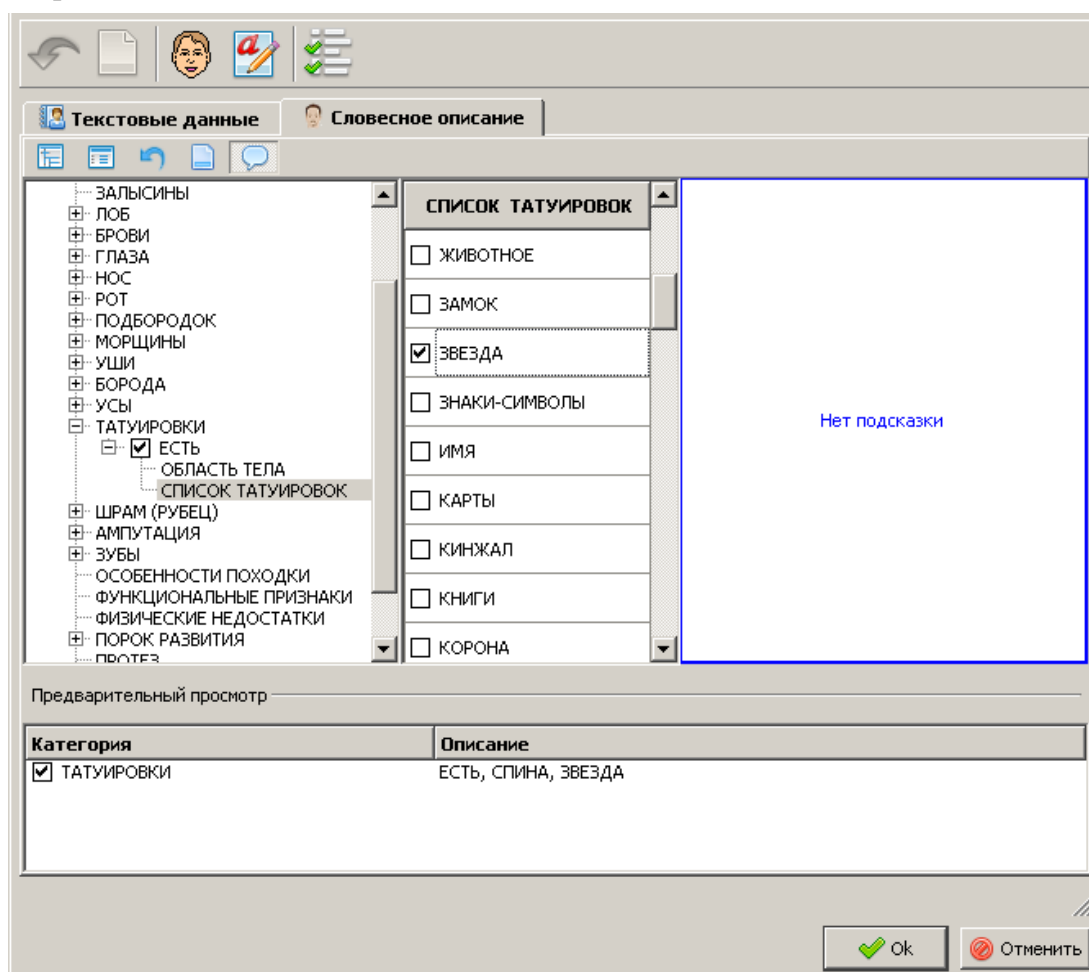 Текстовые данные
Словесное описание
ЗАЛЫСИНЫ
ЛОБ
БРОВИ
ГЛАЗА
НОС
РОТ
ПОДБОРОДОК
МОРЩИНЫ
УШИ
БОРОДА
УСЫ
ТАТУИРОВКИ
ЕСТЬ
ОБЛАСТЬ ТЕЛА
СПИСОК ТАТУИРОВОК
ШРАМ (РУБЕЦ)
АМПУТАЦИЯ
ЗУБЫ
ОСОБЕННОСТИ ПОХОДКИ
ФУНКЦИОНАЛЬНЫЕ ПРИЗНАКИ
ФИЗИЧЕСКИЕ НЕДОСТАТКИ
ПОРОК РАЗВИТИЯ
ПРОТЕЗ
СПИСОК ТАТУИРОВОК
ЖИВОТНОЕ
ЗАМОК
ЗВЕЗДА
ЗНАКИ-СИМВОЛЫ
ИМЯ
КАРТЫ
КИНЖАЛ
КНИГИ
КОРОНА
Нет подсказки
Предварительный просмотр
Категория Описание
ТАТУИРОВКИ ЕСТЬ, СПИНА, ЗВЕЗДА
Ok Отменить